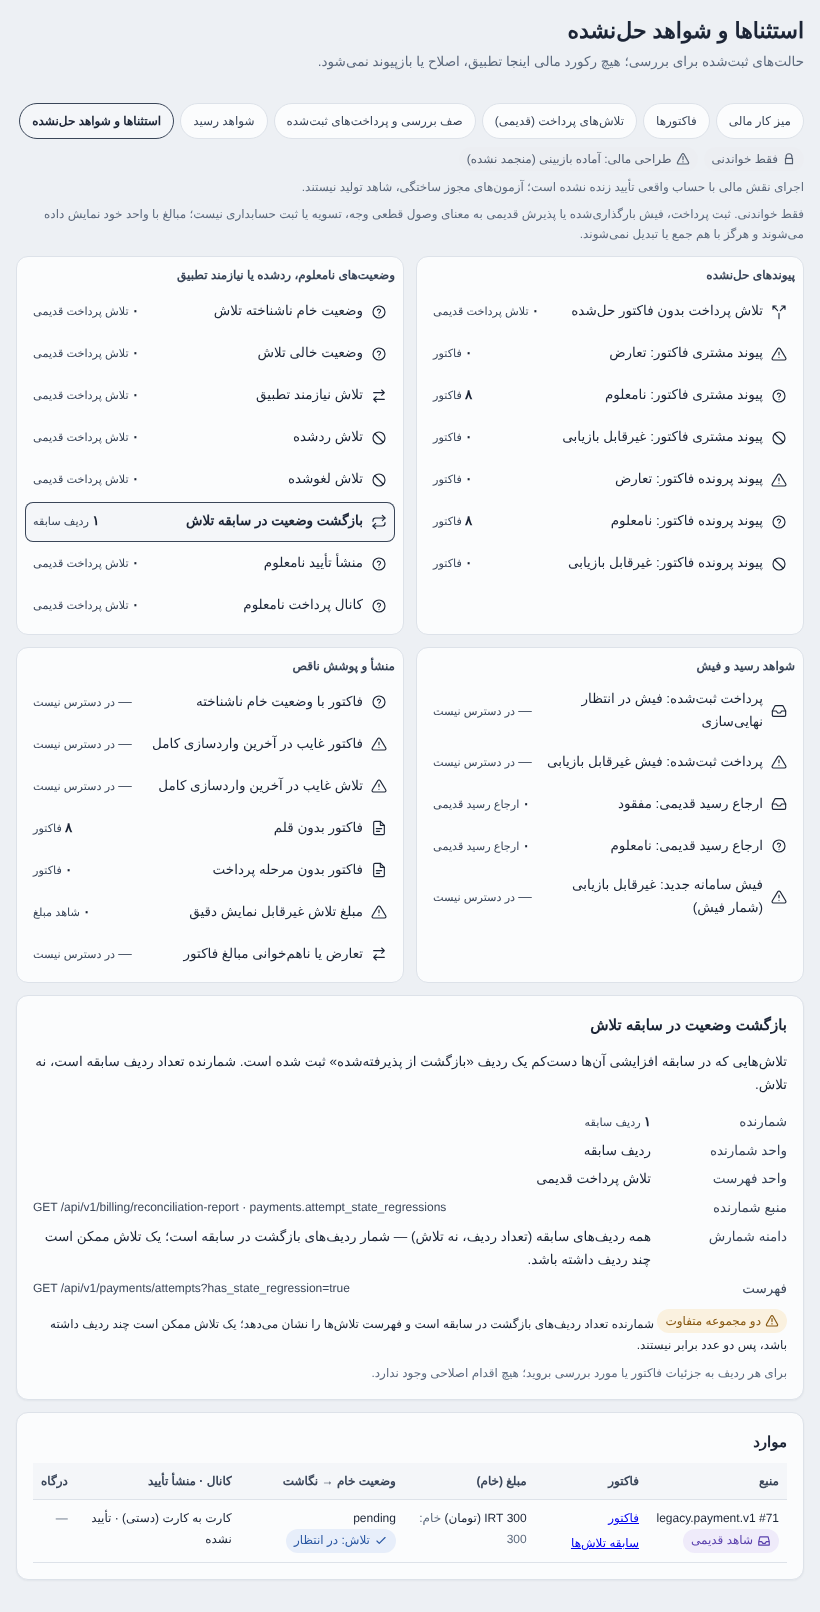 استثناها و شواهد حل‌نشده
حالت‌های ثبت‌شده برای بررسی؛ هیچ رکورد مالی اینجا تطبیق، اصلاح یا بازپیوند نمی‌شود.
میز کار مالی
فاکتورها
تلاش‌های پرداخت (قدیمی)
صف بررسی و پرداخت‌های ثبت‌شده
شواهد رسید
استثناها و شواهد حل‌نشده
فقط خواندنی
طراحی مالی: آماده بازبینی (منجمد نشده)
اجرای نقش مالی با حساب واقعی تأیید زنده نشده است؛ آزمون‌های مجوز ساختگی، شاهد تولید نیستند.
فقط خواندنی. ثبت پرداخت، فیش بارگذاری‌شده یا پذیرش قدیمی به معنای وصول قطعی وجه، تسویه یا ثبت حسابداری نیست؛ مبالغ با واحد خود نمایش داده
می‌شوند و هرگز با هم جمع یا تبدیل نمی‌شوند.
پیوندهای حل‌نشده
تلاش پرداخت بدون فاکتور حل‌شده
۰ تلاش پرداخت قدیمی
پیوند مشتری فاکتور: تعارض
۰ فاکتور
پیوند مشتری فاکتور: نامعلوم
۸ فاکتور
پیوند مشتری فاکتور: غیرقابل بازیابی
۰ فاکتور
پیوند پرونده فاکتور: تعارض
۰ فاکتور
پیوند پرونده فاکتور: نامعلوم
۸ فاکتور
پیوند پرونده فاکتور: غیرقابل بازیابی
۰ فاکتور
وضعیت‌های نامعلوم، ردشده یا نیازمند تطبیق
وضعیت خام ناشناخته تلاش
۰ تلاش پرداخت قدیمی
وضعیت خالی تلاش
۰ تلاش پرداخت قدیمی
تلاش نیازمند تطبیق
۰ تلاش پرداخت قدیمی
تلاش ردشده
۰ تلاش پرداخت قدیمی
تلاش لغوشده
۰ تلاش پرداخت قدیمی
بازگشت وضعیت در سابقه تلاش
۱ ردیف سابقه
منشأ تأیید نامعلوم
۰ تلاش پرداخت قدیمی
کانال پرداخت نامعلوم
۰ تلاش پرداخت قدیمی
شواهد رسید و فیش
پرداخت ثبت‌شده: فیش در انتظار
نهایی‌سازی
— در دسترس نیست
پرداخت ثبت‌شده: فیش غیرقابل بازیابی
— در دسترس نیست
ارجاع رسید قدیمی: مفقود
۰ ارجاع رسید قدیمی
ارجاع رسید قدیمی: نامعلوم
۰ ارجاع رسید قدیمی
فیش سامانه جدید: غیرقابل بازیابی
(شمار فیش)
— در دسترس نیست
منشأ و پوشش ناقص
فاکتور با وضعیت خام ناشناخته
— در دسترس نیست
فاکتور غایب در آخرین واردسازی کامل
— در دسترس نیست
تلاش غایب در آخرین واردسازی کامل
— در دسترس نیست
فاکتور بدون قلم
۸ فاکتور
فاکتور بدون مرحله پرداخت
۰ فاکتور
مبلغ تلاش غیرقابل نمایش دقیق
۰ شاهد مبلغ
تعارض یا ناهم‌خوانی مبالغ فاکتور
— در دسترس نیست
بازگشت وضعیت در سابقه تلاش
تلاش‌هایی که در سابقه افزایشی آن‌ها دست‌کم یک ردیف «بازگشت از پذیرفته‌شده» ثبت شده است. شمارنده تعداد ردیف سابقه است، نه
تلاش.
شمارنده
۱ ردیف سابقه
واحد شمارنده
ردیف سابقه
واحد فهرست
تلاش پرداخت قدیمی
منبع شمارنده
GET /api/v1/billing/reconciliation-report · payments.attempt_state_regressions
دامنه شمارش
همه ردیف‌های سابقه (تعداد ردیف، نه تلاش) — شمار ردیف‌های بازگشت در سابقه است؛ یک تلاش ممکن است
چند ردیف داشته باشد.
فهرست
GET /api/v1/payments/attempts?has_state_regression=true
دو مجموعه متفاوت شمارنده تعداد ردیف‌های بازگشت در سابقه است و فهرست تلاش‌ها را نشان می‌دهد؛ یک تلاش ممکن است چند ردیف داشته
باشد، پس دو عدد برابر نیستند.
برای هر ردیف به جزئیات فاکتور یا مورد بررسی بروید؛ هیچ اقدام اصلاحی وجود ندارد.
موارد
منبع
فاکتور
مبلغ (خام)
وضعیت خام → نگاشت
کانال · منشأ تأیید
درگاه
legacy.payment.v1 #71
شاهد قدیمی
فاکتور
سابقه تلاش‌ها
300 IRT (تومان) خام:
300
pending
تلاش: در انتظار
کارت به کارت (دستی) · تأیید
نشده
—